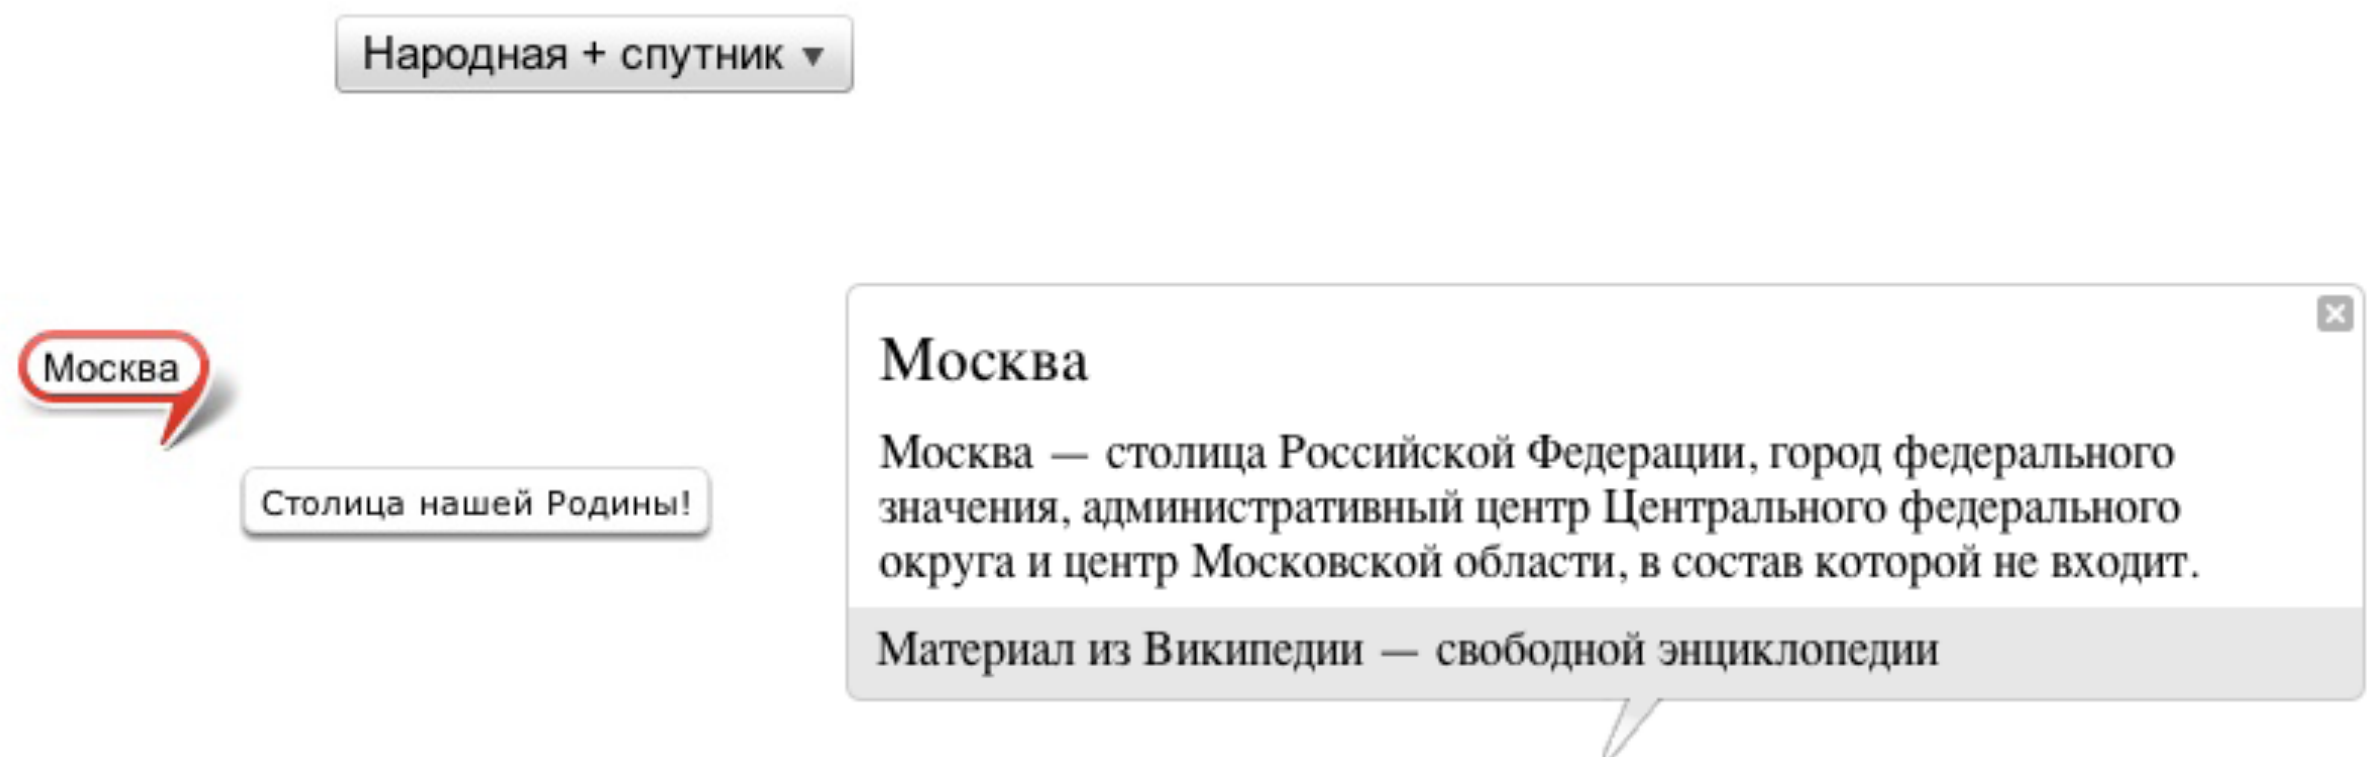 Народная + спутник
Москва
Столица нашей Родины!
Москва
Москва — столица Российской Федерации, город федерального
значения, административный центр Центрального федерального
округа и центр Московской области, в состав которой не входит.
Материал из Википедии — свободной энциклопедии